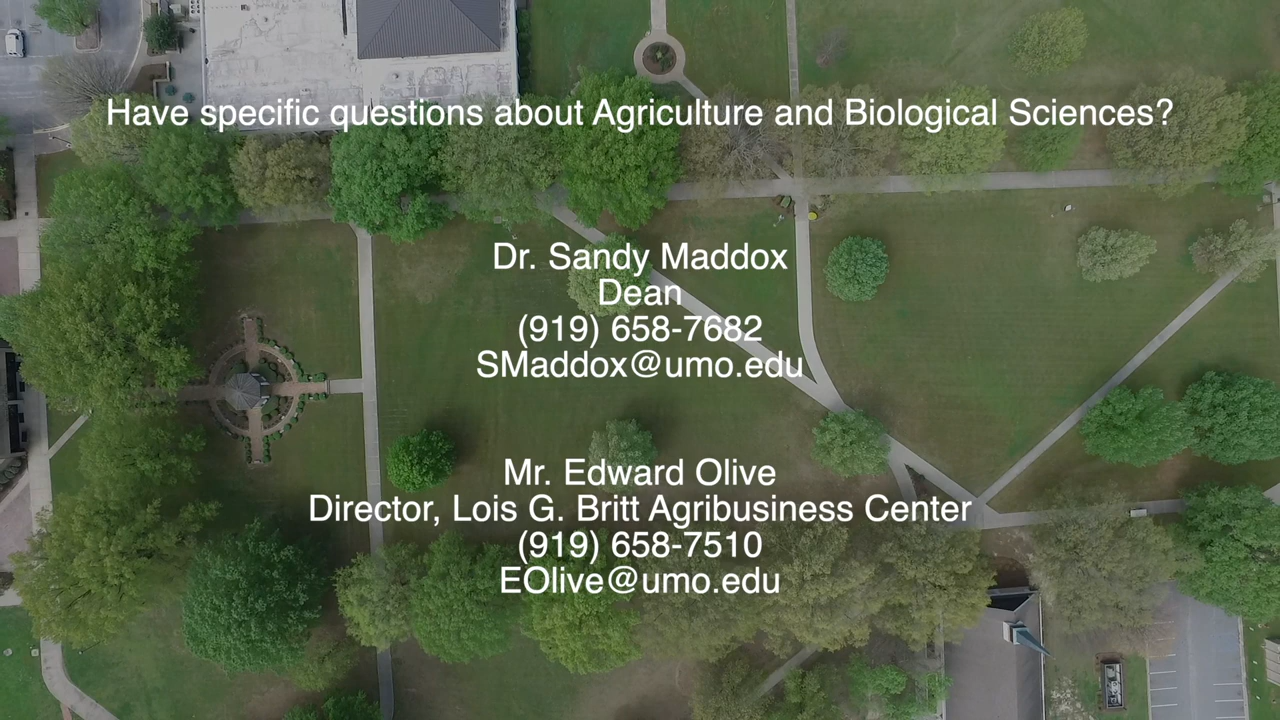 Have specific questions about Agriculture and Biological Sciences?
Dr. Sandy Maddox
Dean
(919) 658-7682
SMaddox@umo.edu
Mr. Edward Olive
Director, Lois G. Britt Agribusiness Center
(919) 658-7510
EOlive@umo.edu